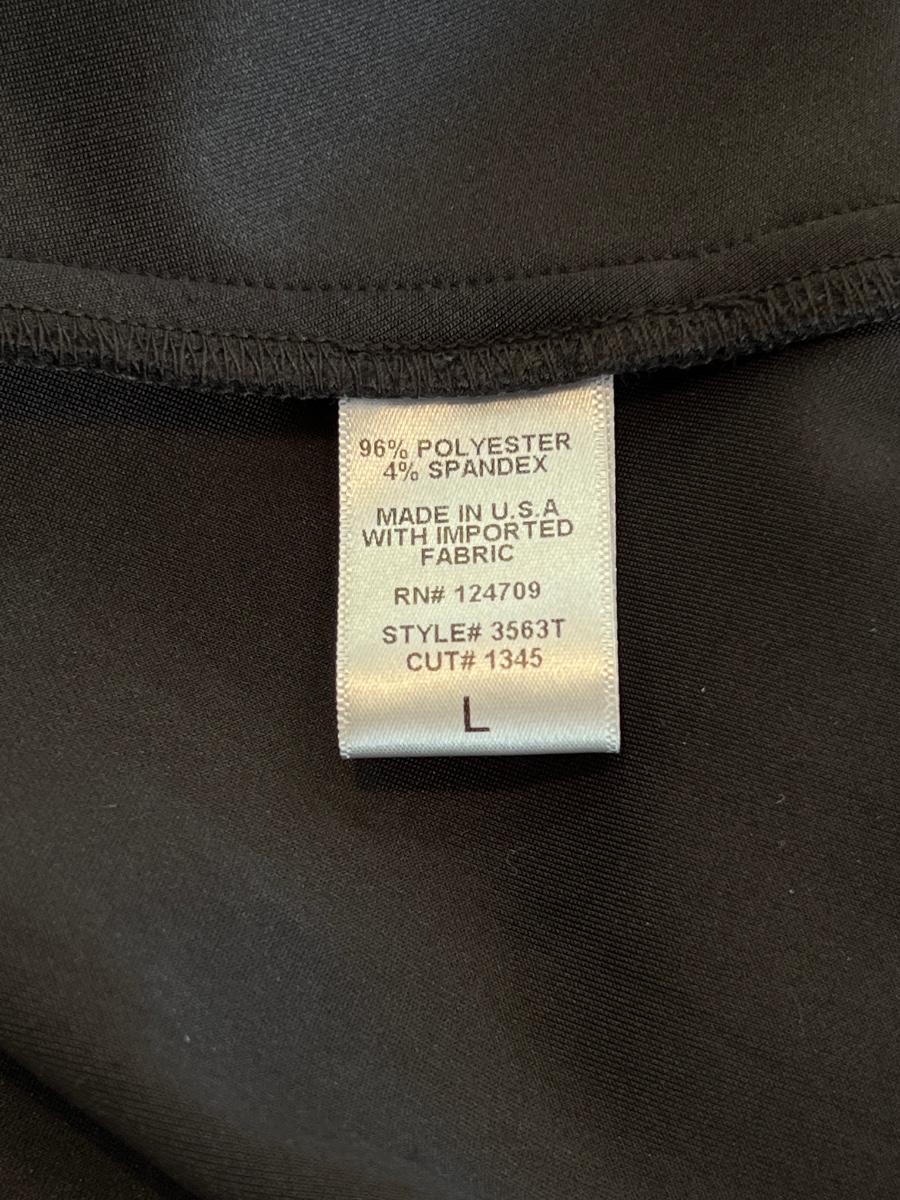 96% POLYESTER
4% SPANDEX
MADE IN U.S.A
WITH IMPORTED
FABRIC
RN# 124709
STYLE# 3563T
CUT# 1345
L